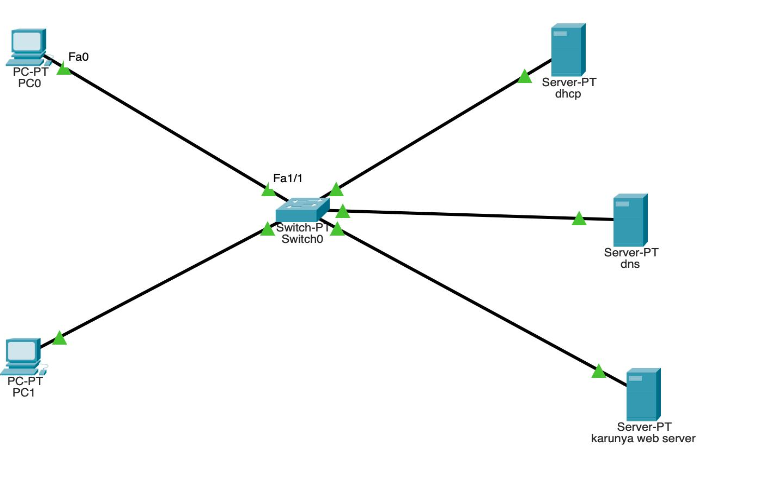 Fa0
PC-PT
PC0
Server-PT
dhcp
Fa1/1
Switch-PT
Switch0
Server-PT
dns
PC-PT
PC1
Server-PT
karunya web server